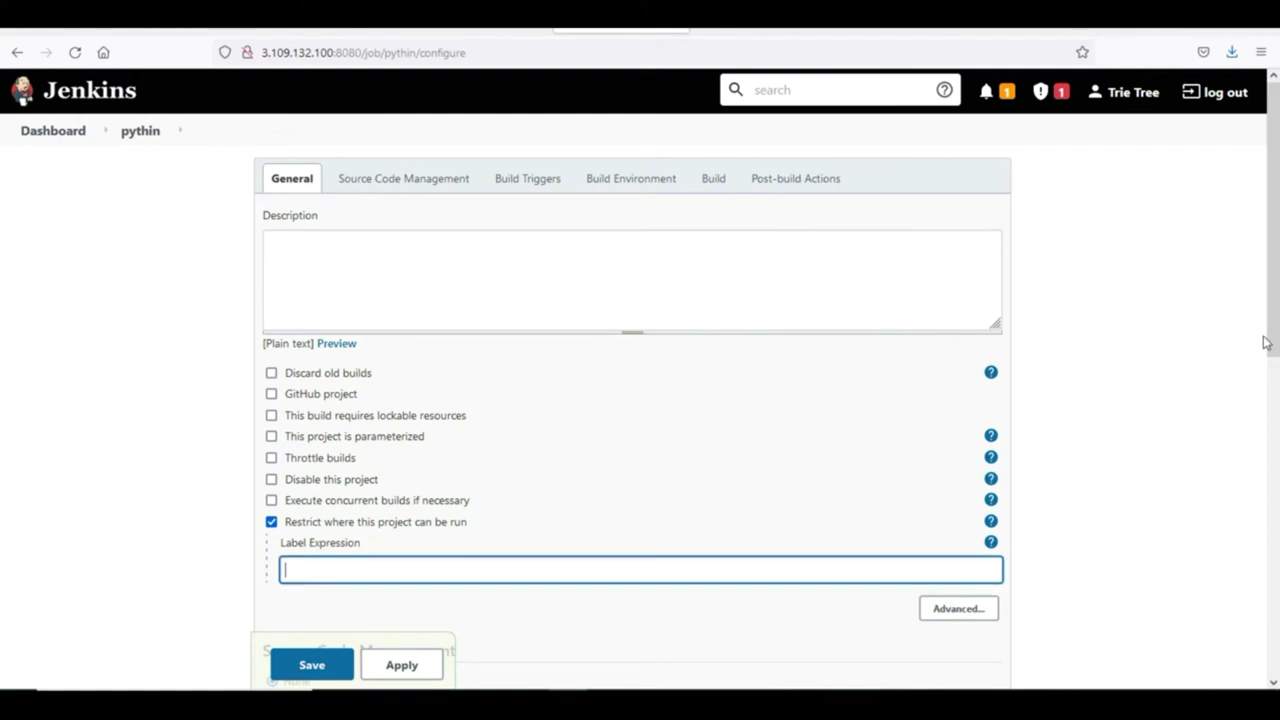 3.109.132.100:8080/job/pythin/configure
Jenkins
search
1
1
Trie Tree
log out
Dashboard
pythin
General
Source Code Management
Build Triggers
Build Environment
Build
Post-build Actions
Description
[Plain text] Preview
Discard old builds
GitHub project
This build requires lockable resources
This project is parameterized
Throttle builds
Disable this project
Execute concurrent builds if necessary
Restrict where this project can be run
Label Expression
Advanced...
Save
Apply
None